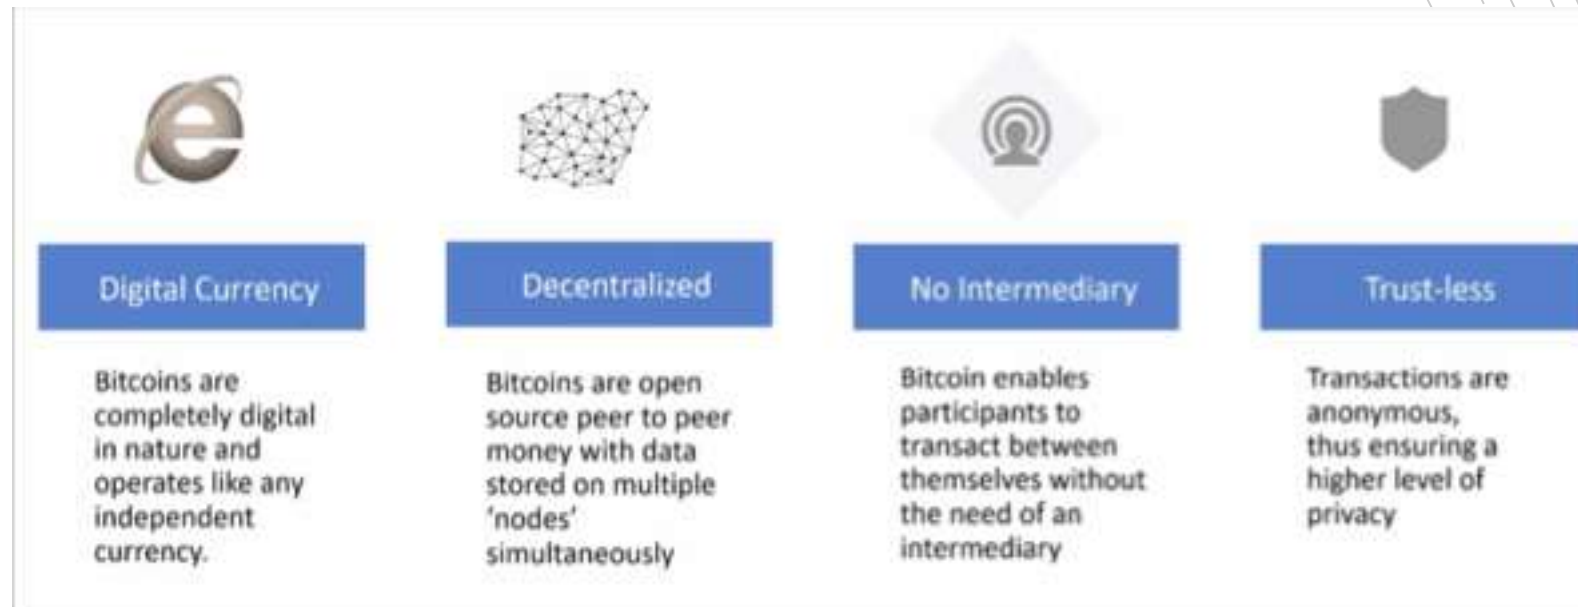 Digital Currency
Bitcoins are
completely digital
in nature and
operates like any
independent
currency.
Decentralized
Bitcoins are open
source peer to peer
money with data
stored on multiple
'nodes'
simultaneously
No Intermediary
Bitcoin enables
participants to
transact between
themselves without
the need of an
intermediary
Trust-less
Transactions are
anonymous,
thus ensuring a
higher level of
privacy